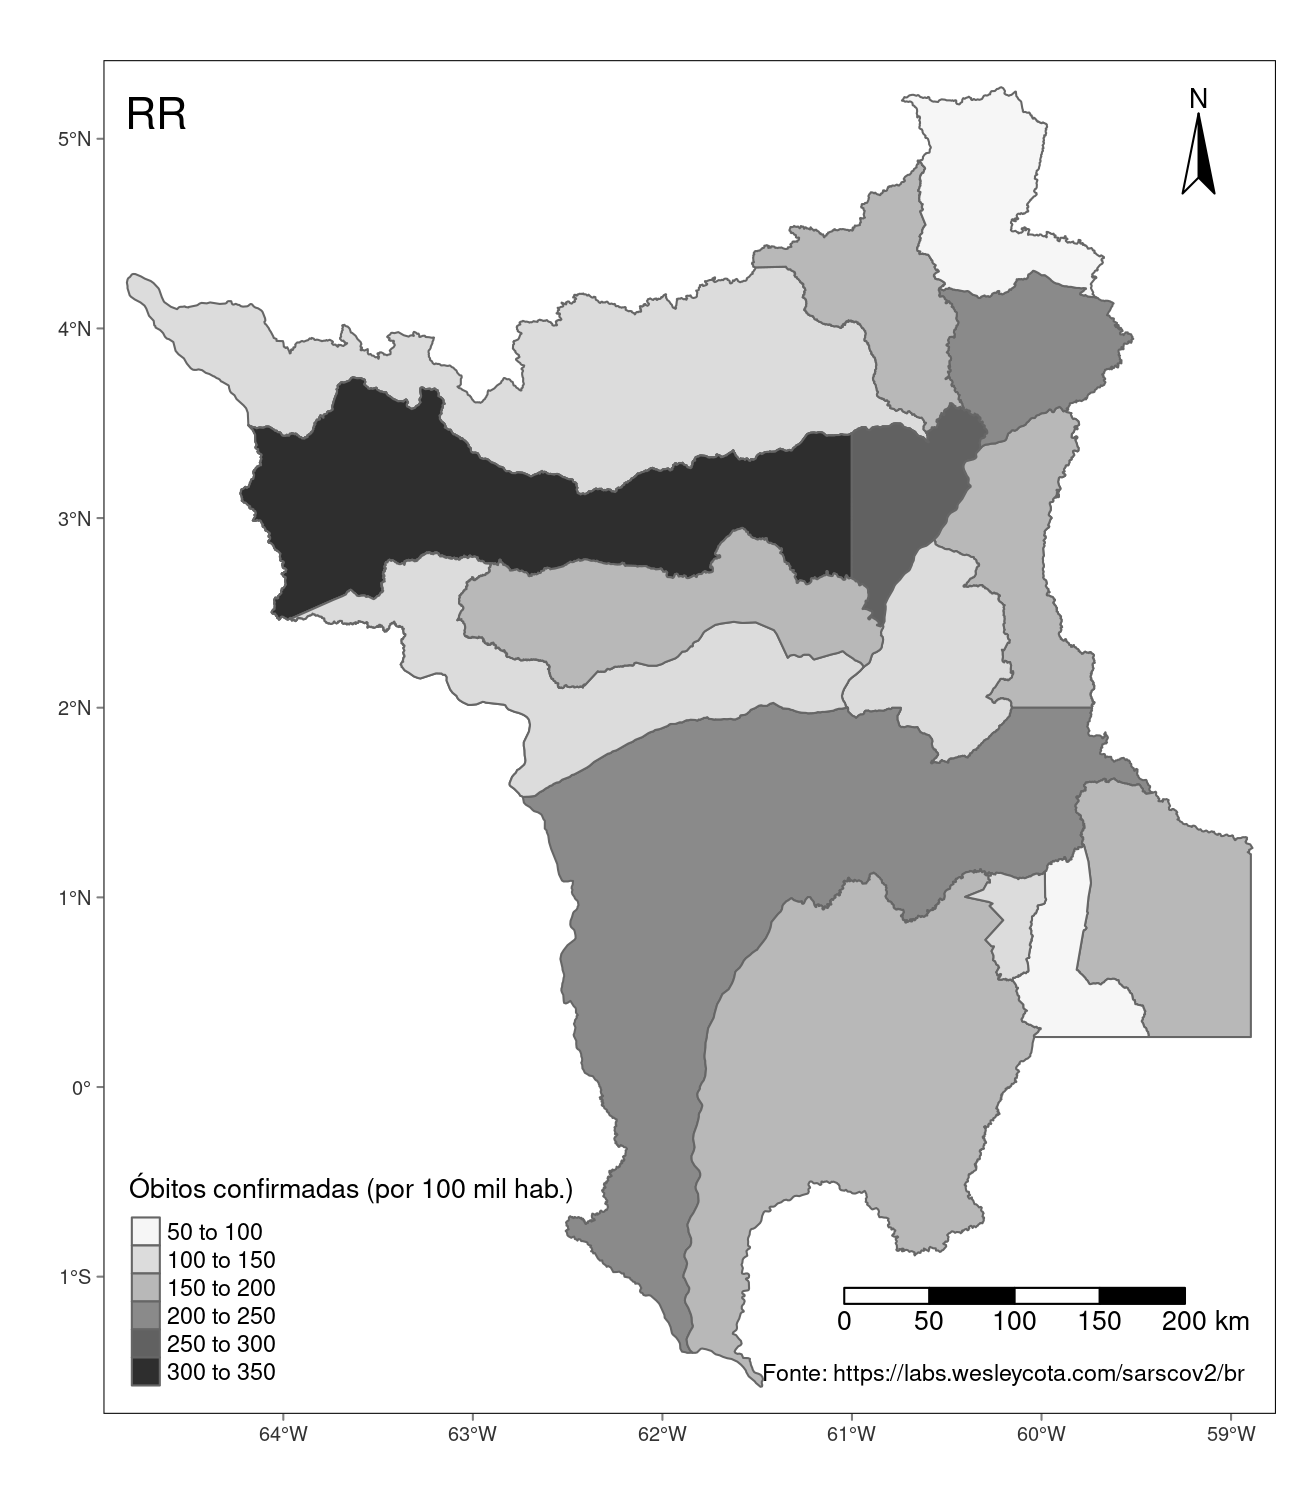 RR
N
5°N
4°N
3°N
2°N
1°N
0°
1°S
Óbitos confirmadas (por 100 mil hab.)
50 to 100
100 to 150
150 to 200
200 to 250
250 to 300
300 to 350
0 50 100 150 200 km
Fonte: https://labs.wesleycota.com/sarscov2/br
64°W 63°W 62°W 61°W 60°W 59°W